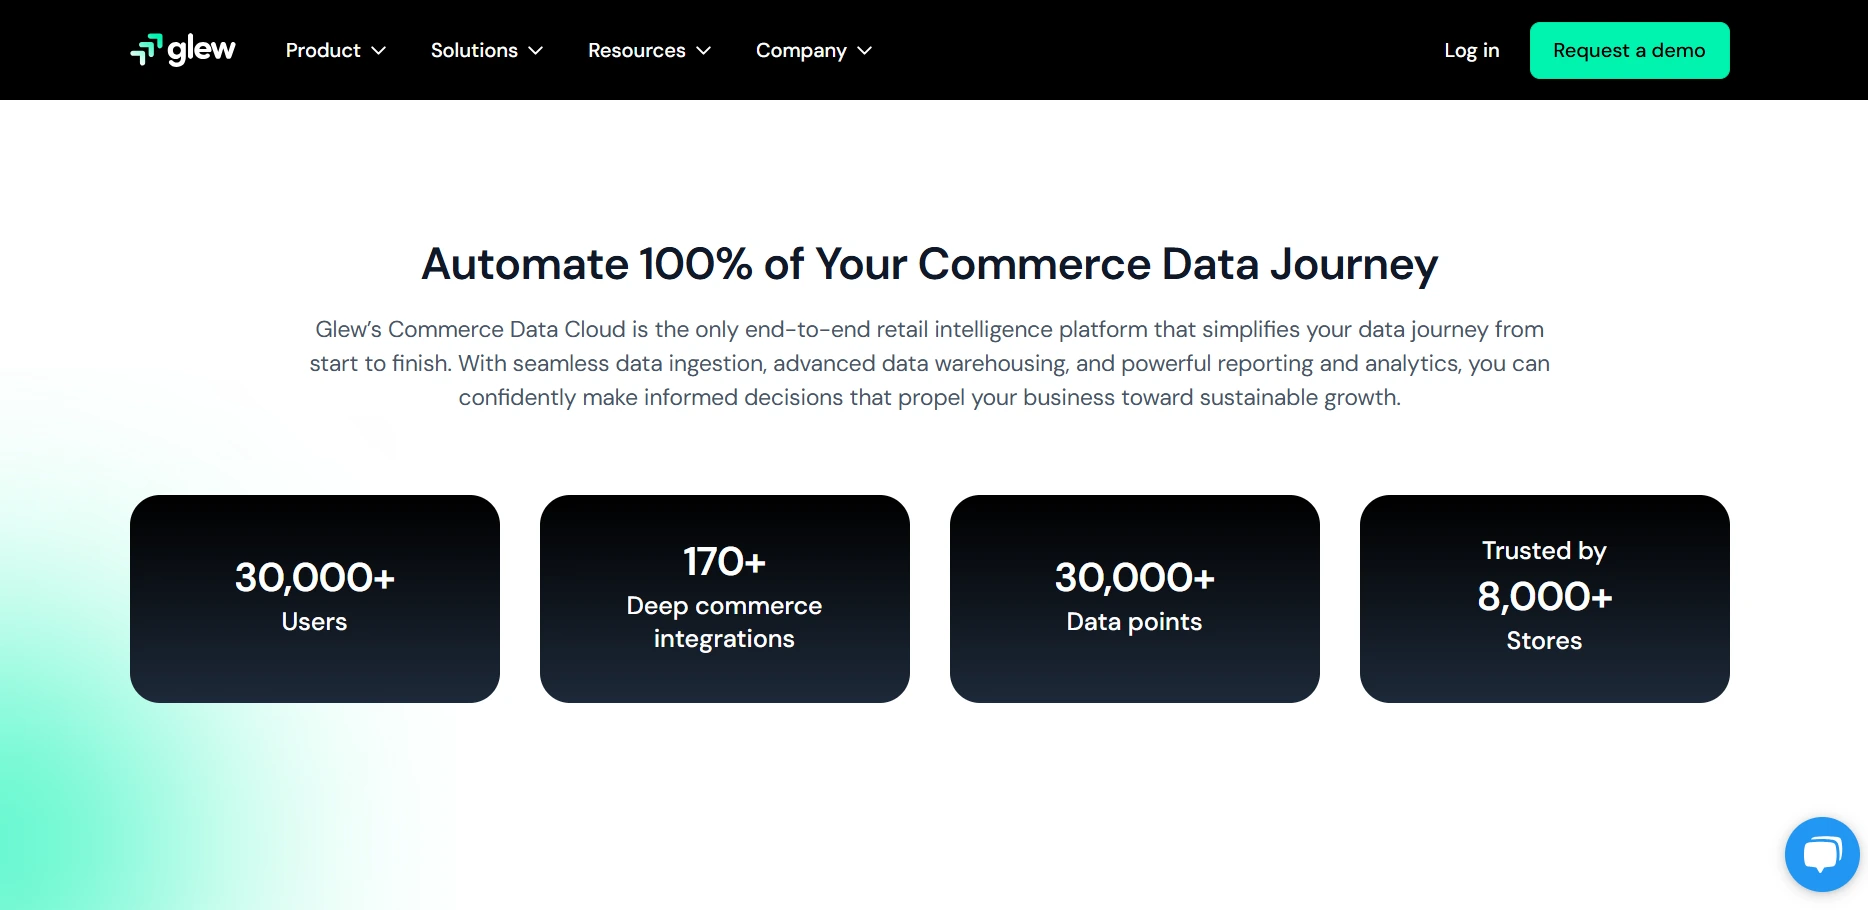 glew
Product
Solutions
Resources
Company
Log in
Request a demo
Automate 100% of Your Commerce Data Journey
Glew’s Commerce Data Cloud is the only end-to-end retail intelligence platform that simplifies your data journey from
start to finish. With seamless data ingestion, advanced data warehousing, and powerful reporting and analytics, you can
confidently make informed decisions that propel your business toward sustainable growth.
30,000+
Users
170+
Deep commerce
integrations
30,000+
Data points
Trusted by
8,000+
Stores